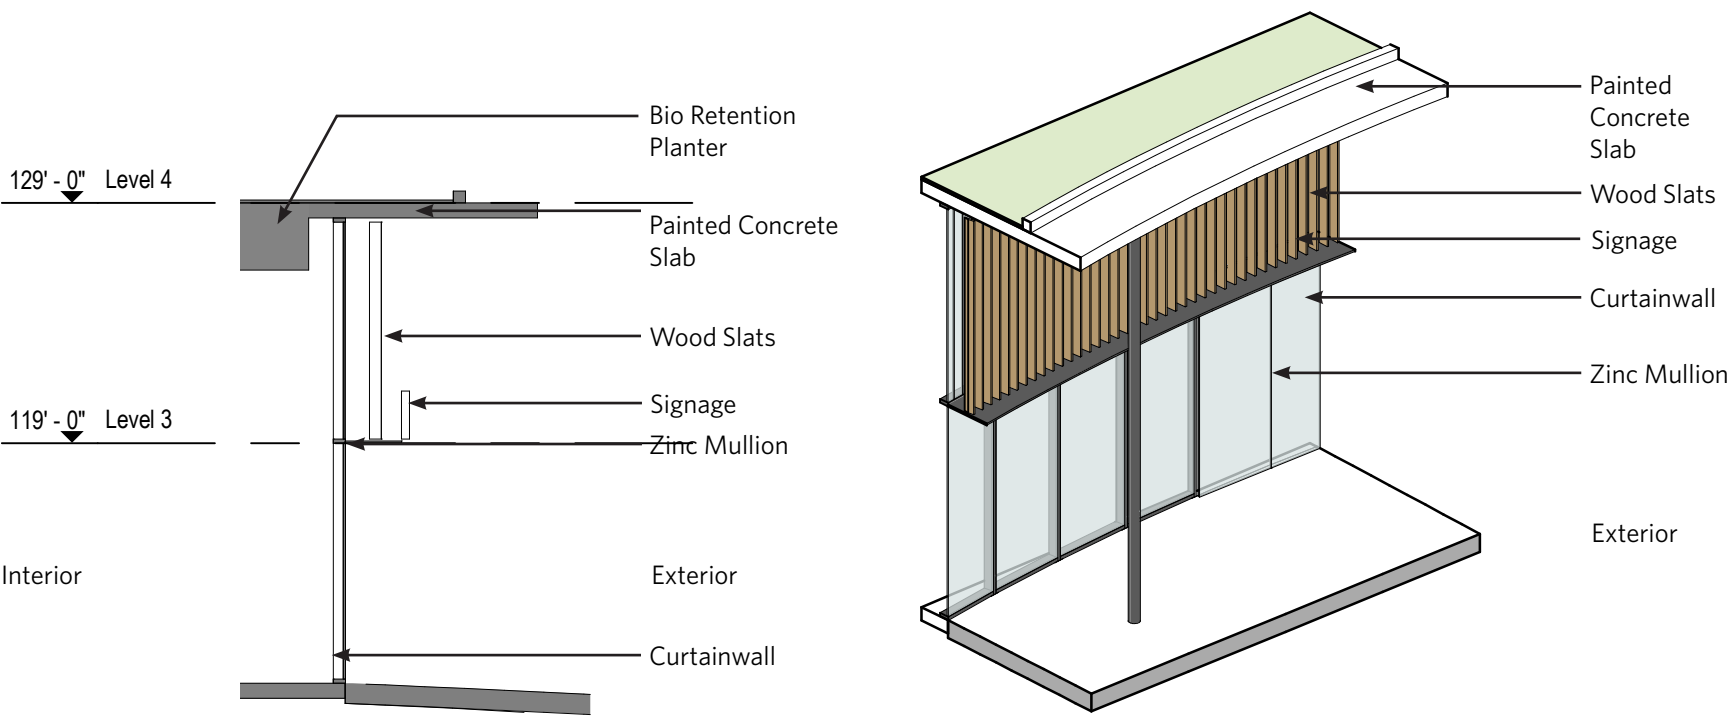 Bio Retention
Planter
129' - 0" Level 4
Painted Concrete
Slab
Wood Slats
Signage
119' - 0" Level 3
Zinc Mullion
Interior
Exterior
Curtainwall
Painted
Concrete
Slab
Wood Slats
Signage
Curtainwall
Zinc Mullion
Exterior